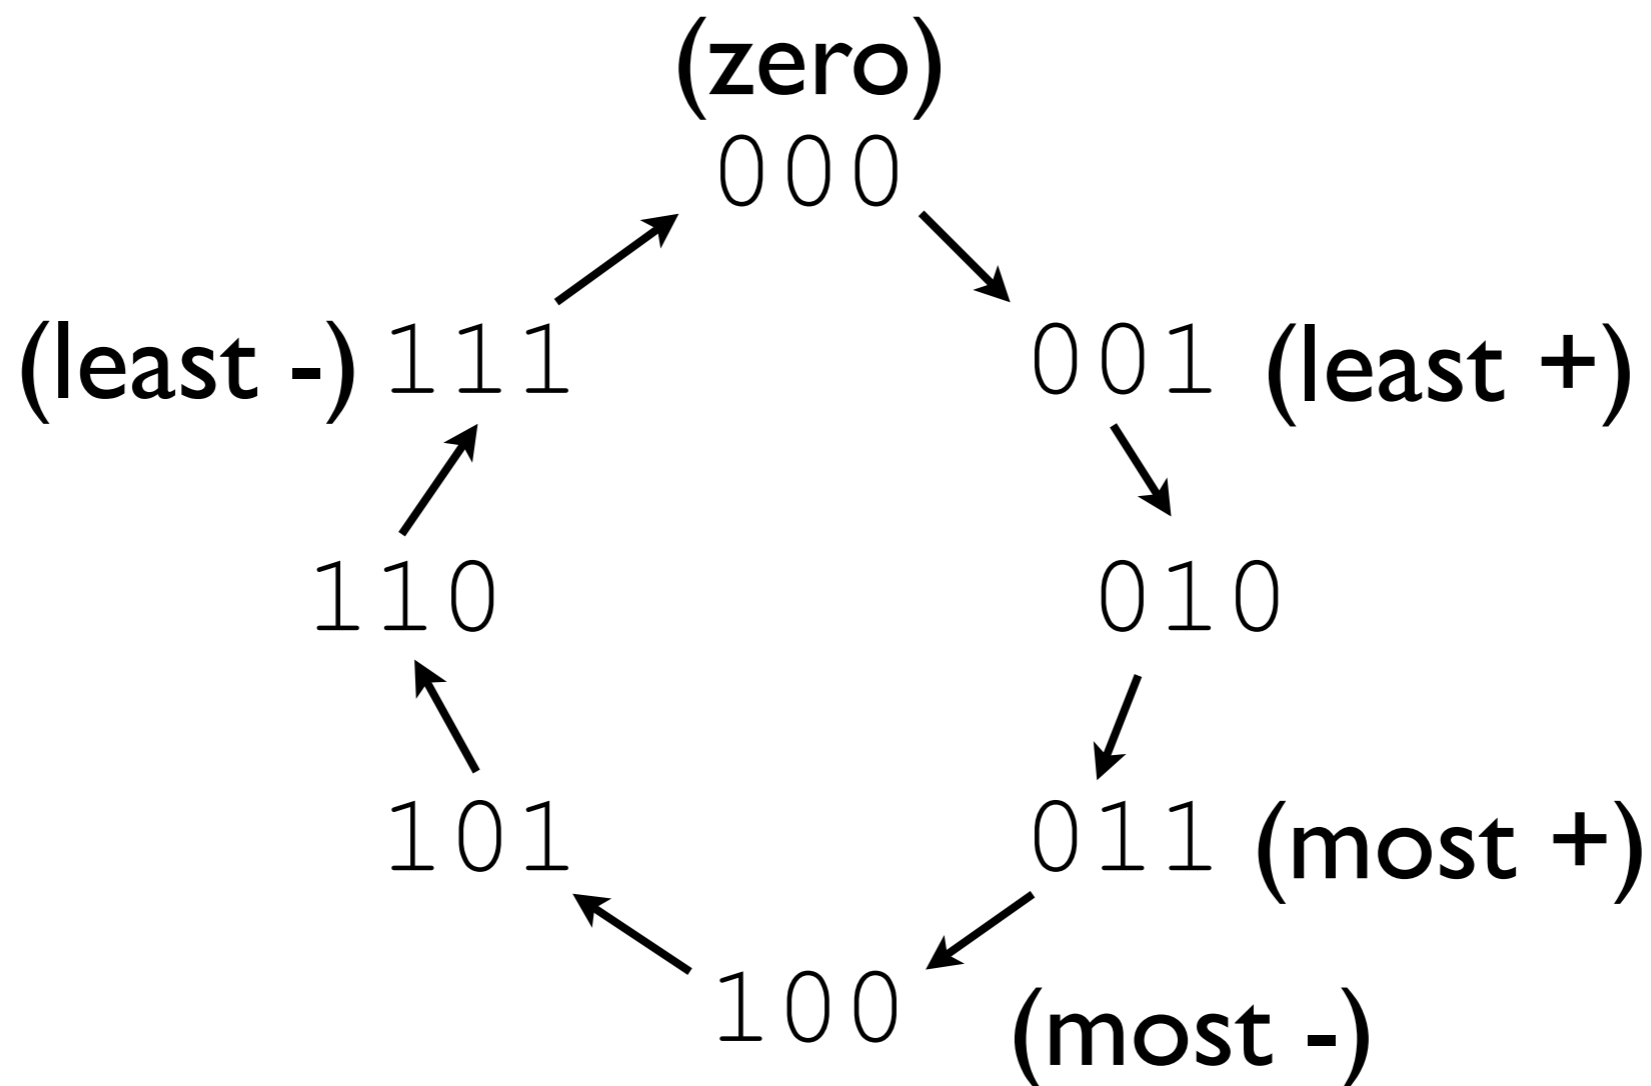 (zero)
000
(least -) 111
001 (least +)
110
010
101
011 (most +)
100
(most -)